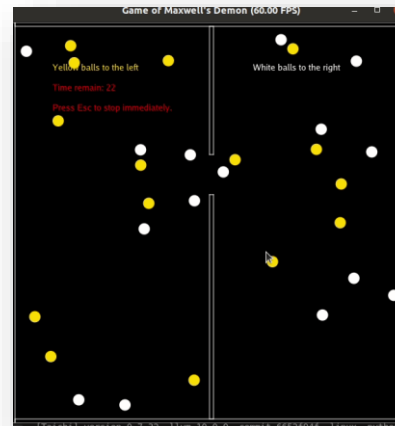 Game of Maxwell's Demon (60.00 FPS)
Yellow balls to the left
White balls to the right
Time remain: 22
Press Esc to stop immediately.